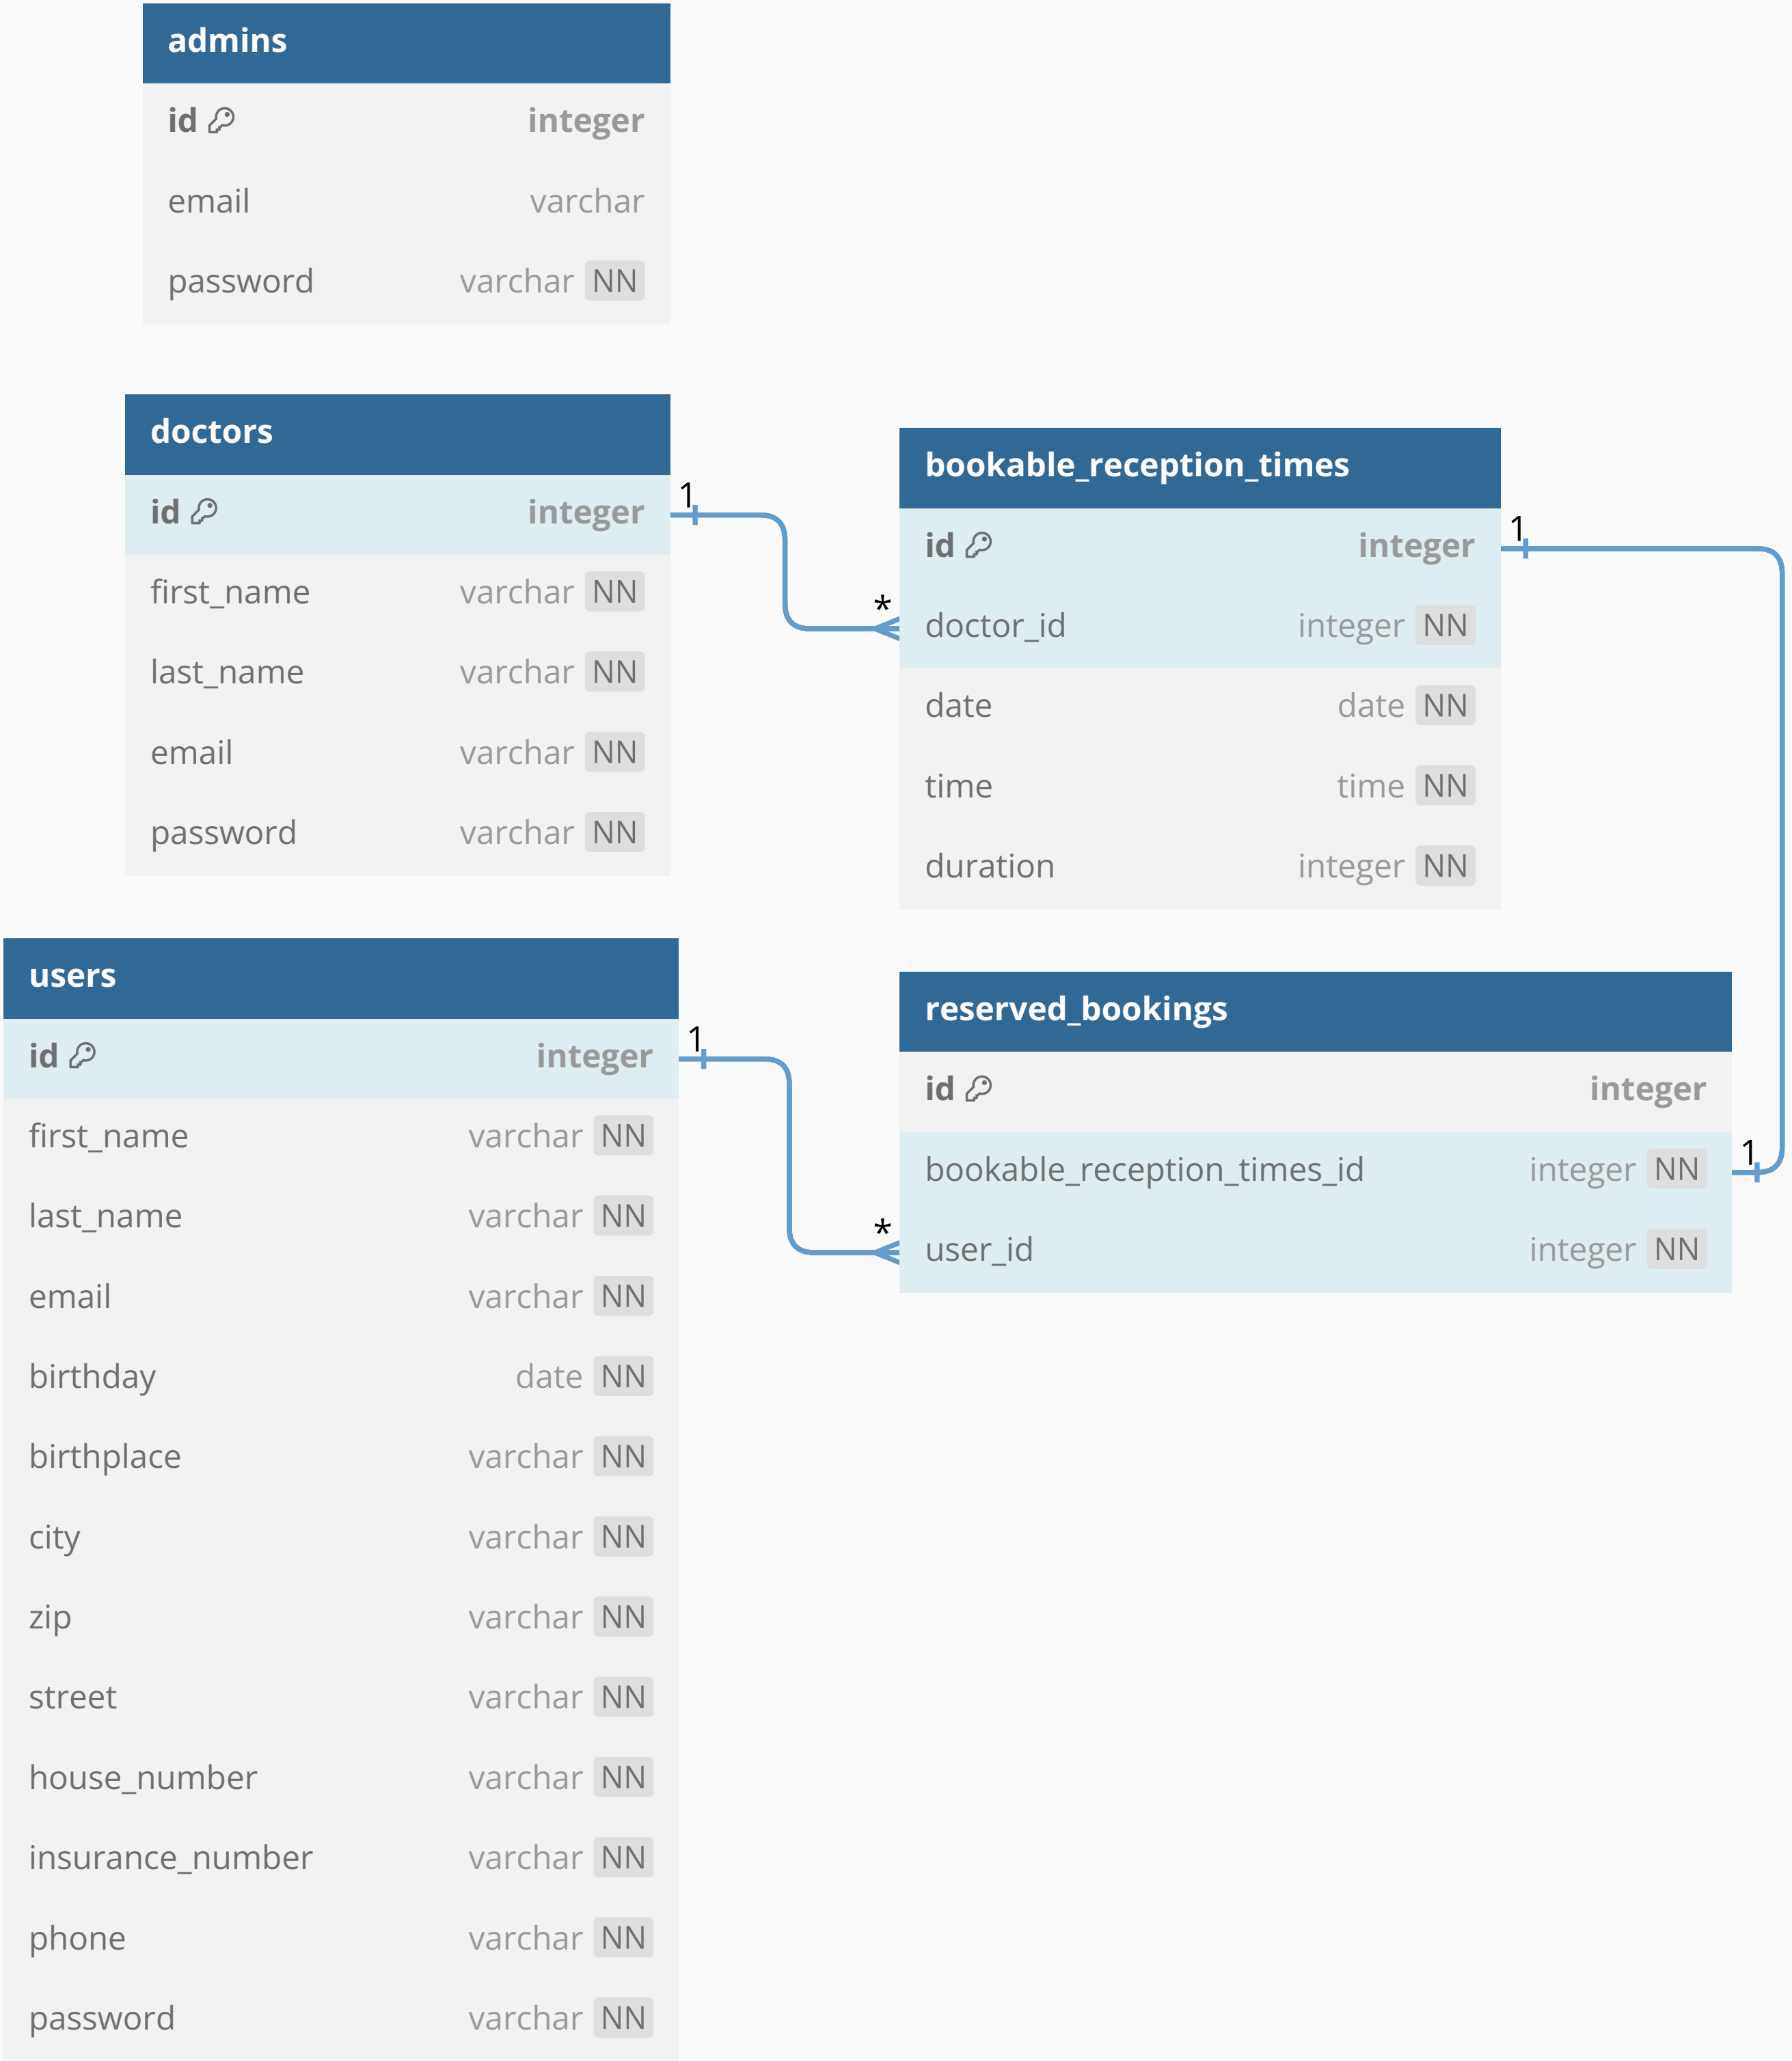 admins
id integer
email varchar
password varchar NN
doctors
id integer 1
first_name varchar NN
last_name varchar NN
email varchar NN
password varchar NN
bookable_reception_times
id integer 1
* doctor_id integer NN
date date NN
time time NN
duration integer NN
users
id integer 1
first_name varchar NN
last_name varchar NN
email varchar NN
birthday date NN
birthplace varchar NN
city varchar NN
zip varchar NN
street varchar NN
house_number varchar NN
insurance_number varchar NN
phone varchar NN
password varchar NN
reserved_bookings
id integer
bookable_reception_times_id integer NN 1
* user_id integer NN